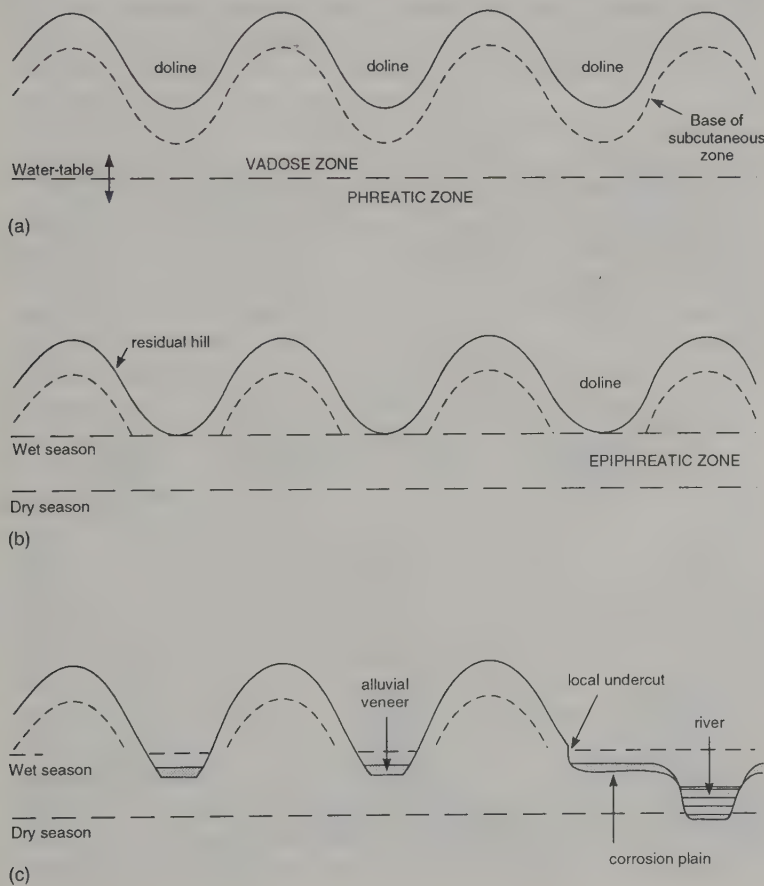 doline
doline
doline
Base of
subcutaneous
zone
Water-table
VADOSE ZONE
PHREATIC ZONE
(a)
residual hill
doline
Wet season
EPIPHREATIC ZONE
Dry season
(b)
alluvial
veneer
local undercut
river
Wet season
Dry season
corrosion plain
(c)